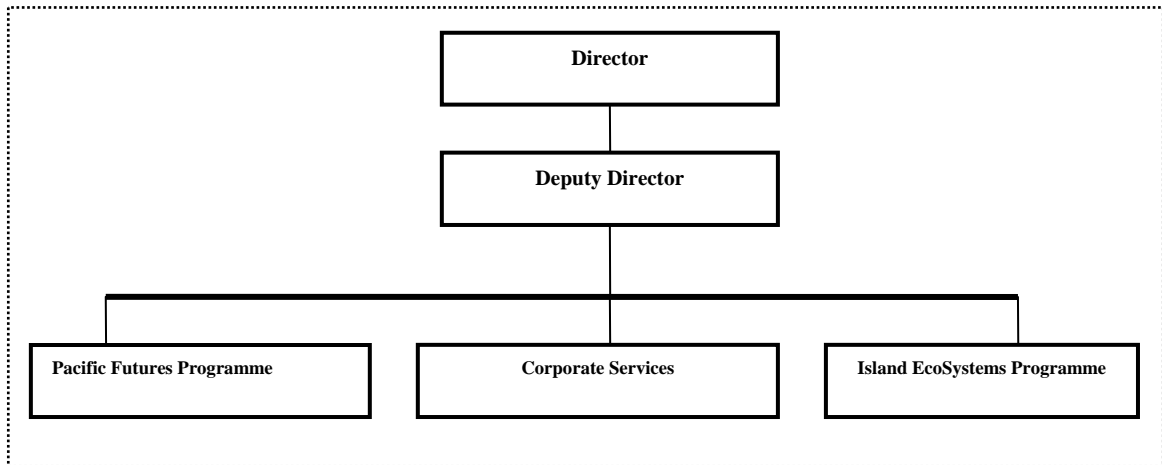 Director
Deputy Director
Pacific Futures Programme
Corporate Services
Island EcoSystems Programme